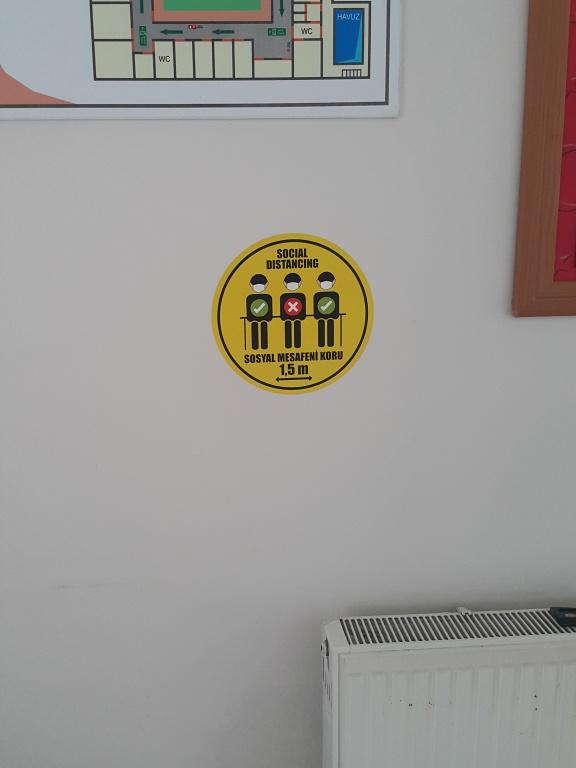 HAVUZ
WC
WC
SOCIAL
DISTANCING
SOSYAL MESAFENİ KORU
1,5 m